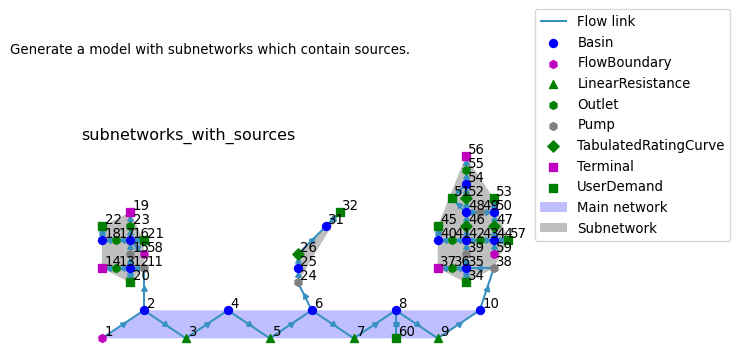 Generate a model with subnetworks which contain sources.
subnetworks_with_sources
Flow link
Basin
FlowBoundary
LinearResistance
Outlet
Pump
TabulatedRatingCurve
Terminal
UserDemand
Main network
Subnetwork
56
55
54
51 52 53
19 32 48 49 50
22 23 31 45 46 47
18 17 16 21 40 41 42 43 44 57
15 58 26 39 59
14 13 12 11 25 37 36 35 38
20 24 34
2 4 6 8 10
1 3 5 7 60 9